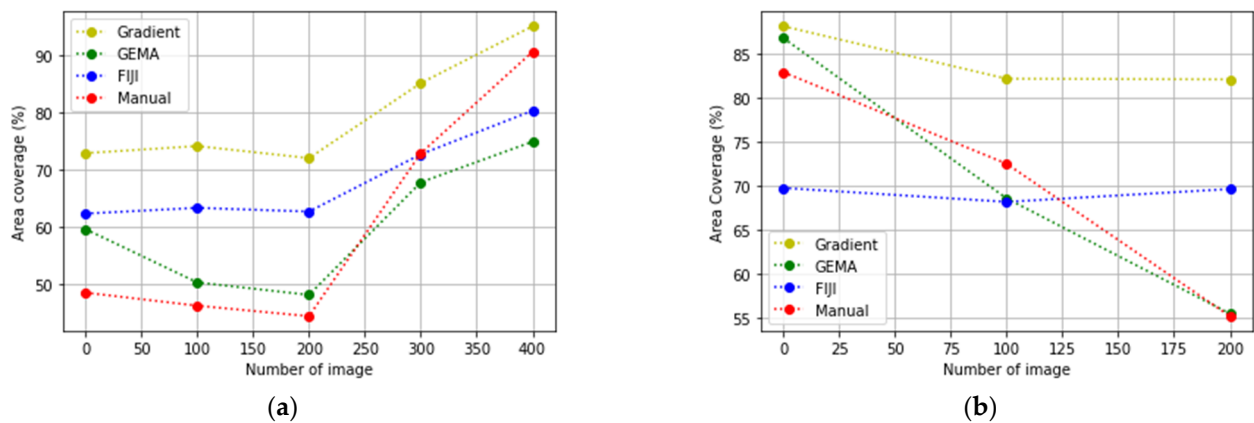 Gradient
GEMA
FIJI
Manual
90
80
70
60
50
Area coverage (%)
0 50 100 150 200 250 300 350 400
Number of image
(a)
85
80
75
70
65
60
55
Area Coverage (%)
Gradient
GEMA
FIJI
Manual
0 25 50 75 100 125 150 175 200
Number of image
(b)